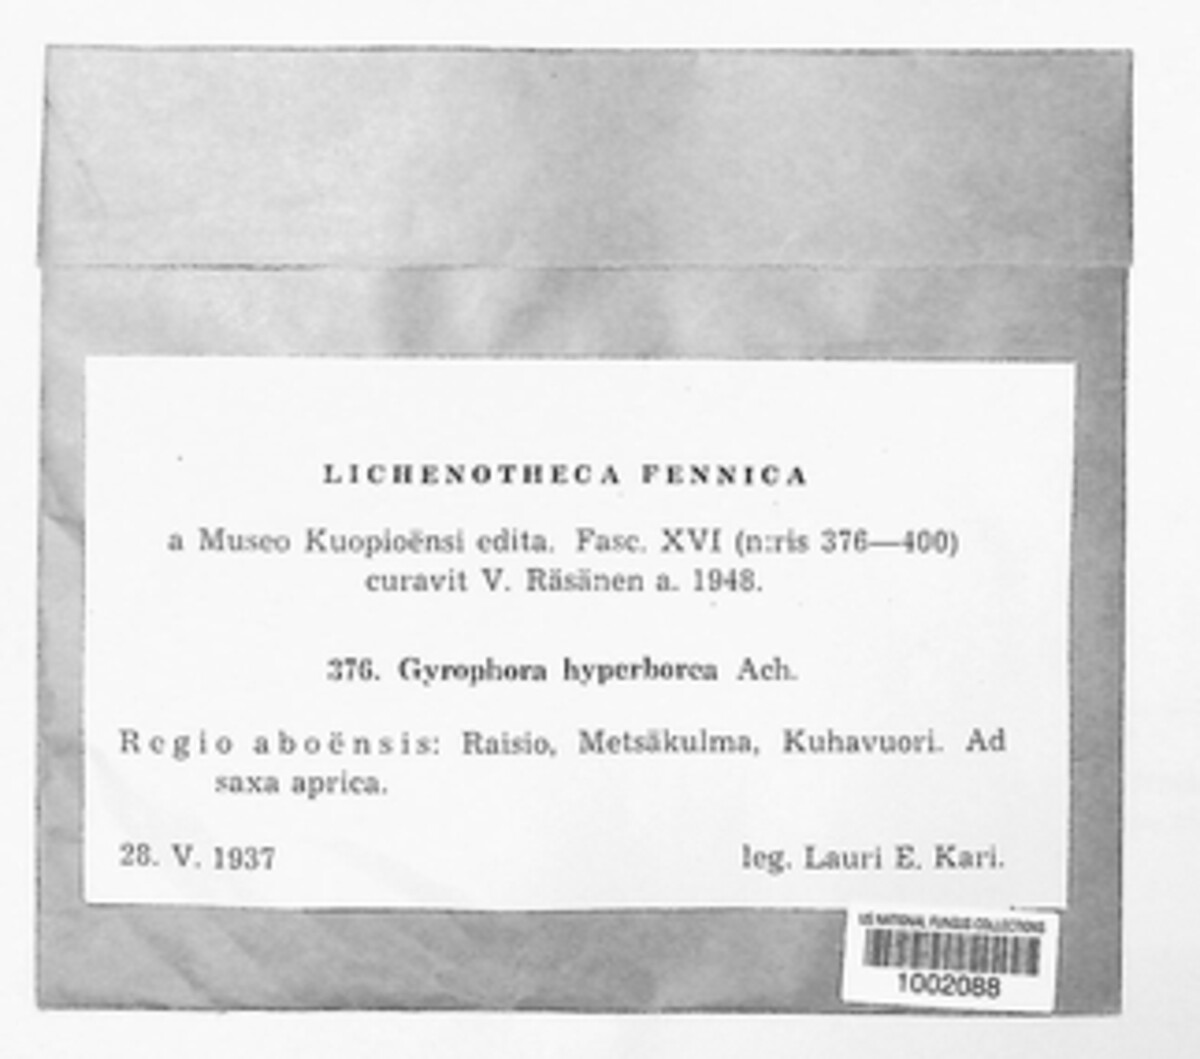 LICHENOTHECA FENNICA
a Museo Kuopioënsi edita. Fasc. XVI (n:ris 376—400)
curavit V. Räsänen a. 1948.
376. Gyrophora hyperborea Ach.
Regio aboënsis: Raisio, Metsäkulma, Kuhavuori. Ad
saxa aprica.
28. V. 1937 leg. Lauri E. Kari.
US NATIONAL FUNGUS COLLECTIONS
1002088